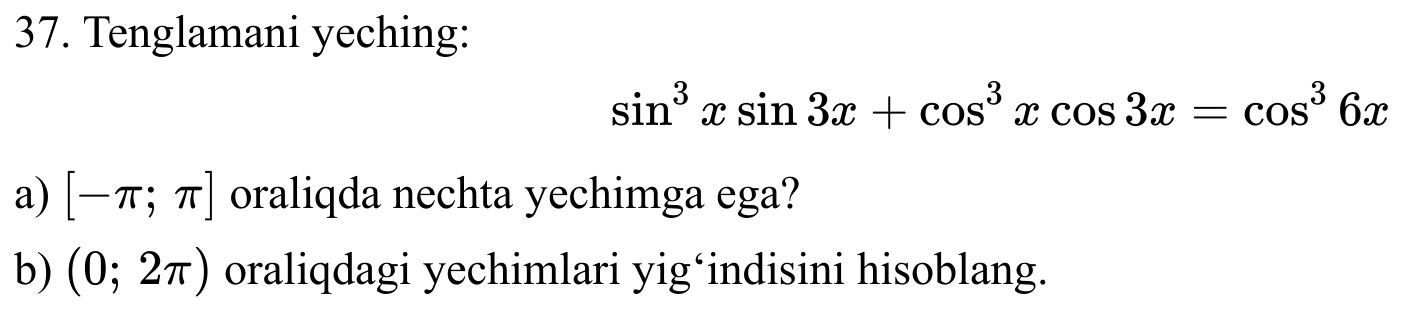 37. Tenglamani yeching:
sin³ x sin 3x + cos³ x cos 3x = cos³ 6x
a) [−π; π] oraliqda nechta yechimga ega?
b) (0; 2π) oraliqdagi yechimlari yig‘indisini hisoblang.